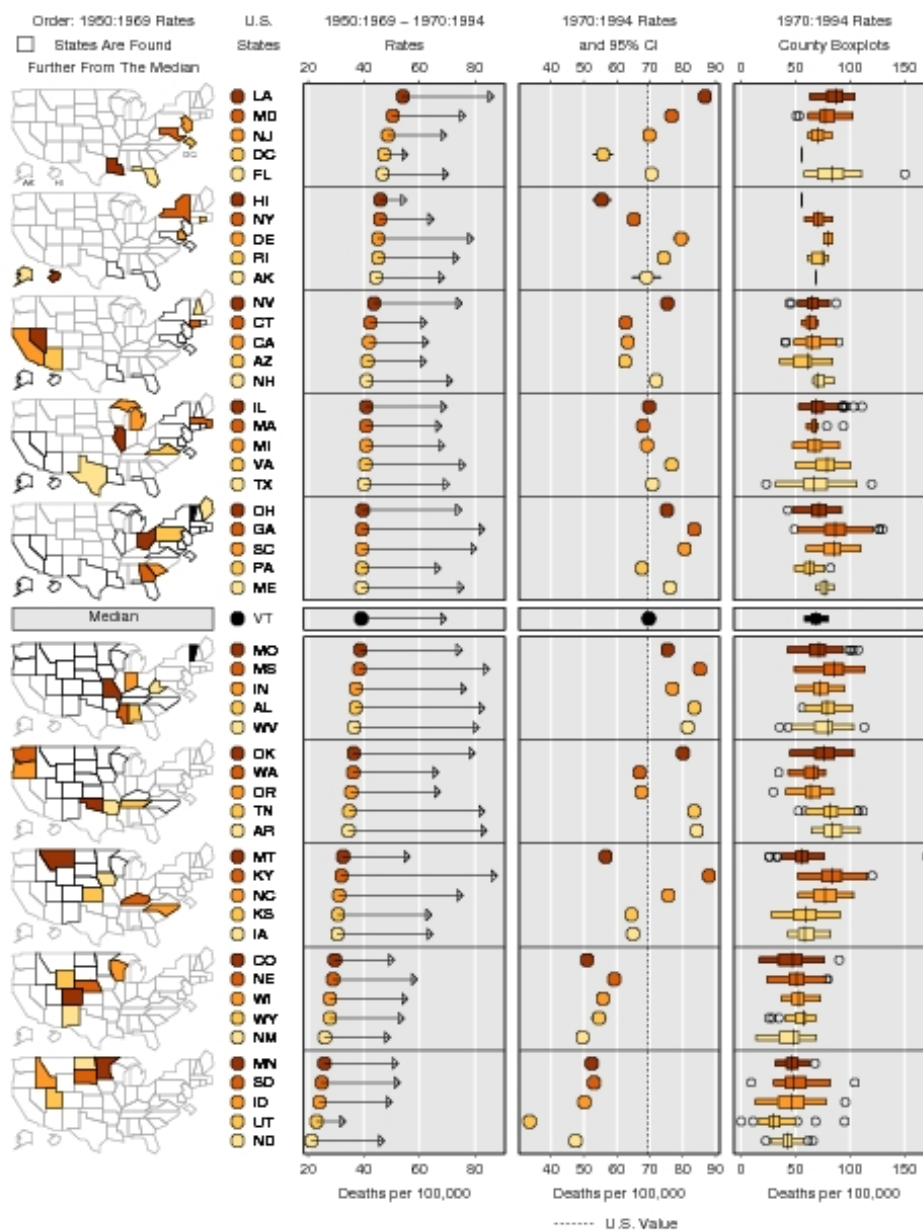 Order: 1950:1969 Rates U.S. 1950:1969 – 1970:1994 1970:1994 Rates 1970:1994 Rates
States Are Found States Rates and 95% CI County Boxplots
Further From The Median
20 40 60 80 40 50 60 70 80 90 0 50 100
LA
MD
NJ
DC
DC
FL
AK HI
HI
NY
DE
RI
AK
NV
CT
CA
AZ
NH
IL
MA
MI
VA
TX
OH
GA
SC
PA
ME
Median VT
MO
MS
IN
AL
WV
OK
WA
OR
TN
AR
MT
KY
NC
KS
IA
CO
NE
WI
WY
NM
MN
SD
ID
UT
ND
20 40 60 80 40 50 60 70 80 90 0 50 100
Deaths per 100,000 Deaths per 100,000 Deaths per 100,000
U.S. Value